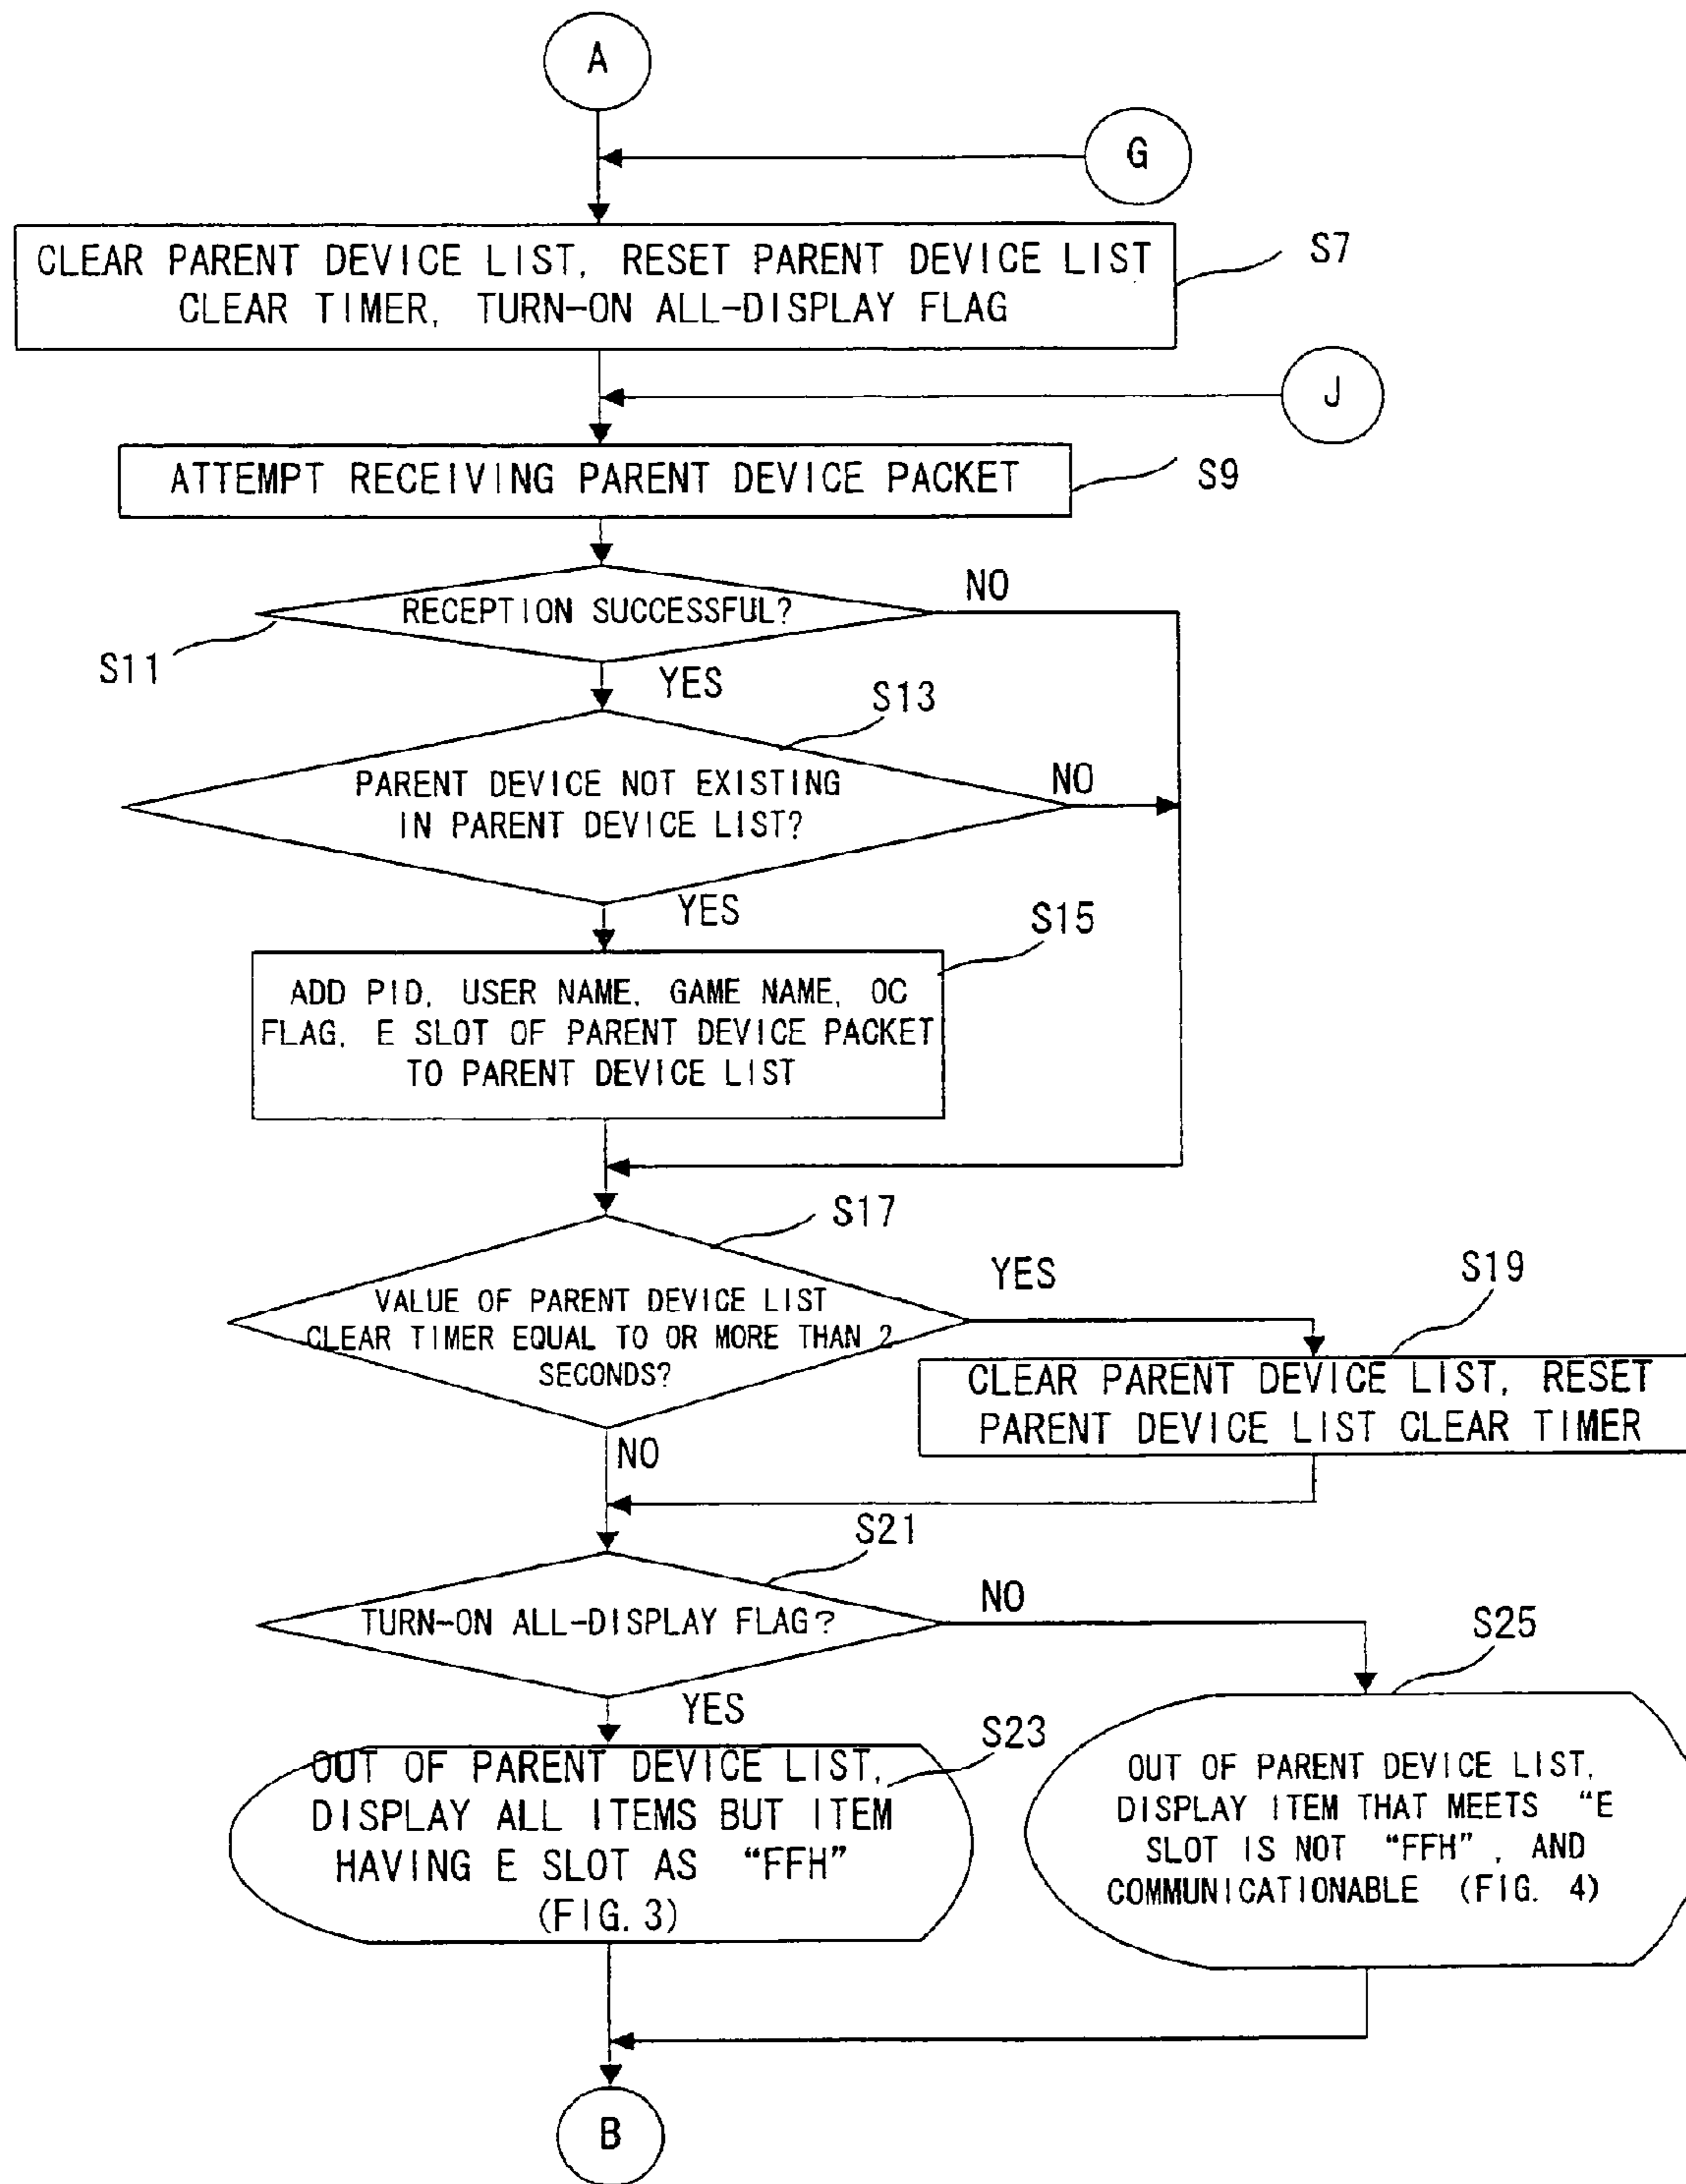 A
G
CLEAR PARENT DEVICE LIST, RESET PARENT DEVICE LIST
CLEAR TIMER, TURN-ON ALL-DISPLAY FLAG
S7
J
ATTEMPT RECEIVING PARENT DEVICE PACKET
S9
RECEPTION SUCCESSFUL?
NO
S11
YES
S13
PARENT DEVICE NOT EXISTING
IN PARENT DEVICE LIST?
NO
YES
S15
ADD PID, USER NAME, GAME NAME, OC
FLAG, E SLOT OF PARENT DEVICE PACKET
TO PARENT DEVICE LIST
S17
VALUE OF PARENT DEVICE LIST
CLEAR TIMER EQUAL TO OR MORE THAN 2
SECONDS?
YES
S19
CLEAR PARENT DEVICE LIST, RESET
PARENT DEVICE LIST CLEAR TIMER
NO
S21
TURN-ON ALL-DISPLAY FLAG?
NO
S25
YES
S23
OUT OF PARENT DEVICE LIST,
DISPLAY ALL ITEMS BUT ITEM
HAVING E SLOT AS “FFH”
(FIG. 3)
OUT OF PARENT DEVICE LIST,
DISPLAY ITEM THAT MEETS “E
SLOT IS NOT “FFH”, AND
COMMUNICATIONABLE (FIG. 4)
B